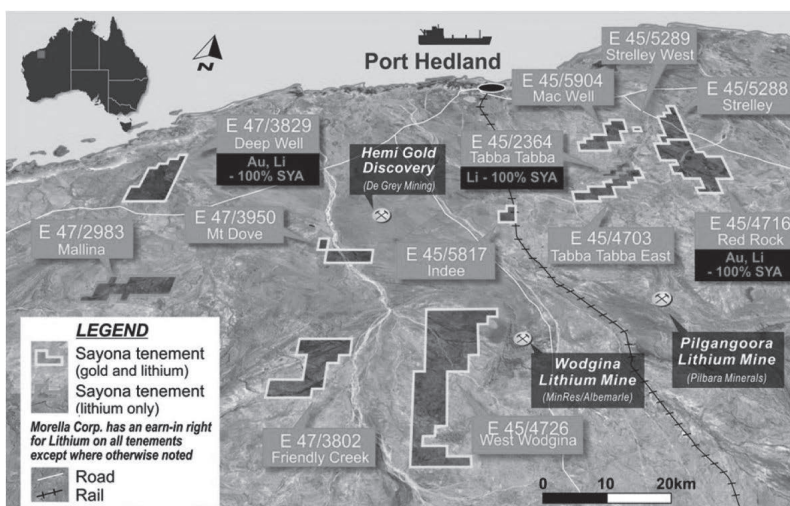 N
Port Hedland
E 45/5289
Strelley West
E 45/5904
Mac Well
E 45/5288
Strelley
E 47/3829
Deep Well
Au, Li
- 100% SYA
Hemi Gold
Discovery
(De Grey Mining)
E 45/2364
Tabba Tabba
Li - 100% SYA
E 47/2983
Mallina
E 47/3950
Mt Dove
E 45/5817
Indee
E 45/4703
Tabba Tabba East
E 45/4716
Red Rock
Au, Li
- 100% SYA
LEGEND
Sayona tenement
(gold and lithium)
Sayona tenement
(lithium only)
Morella Corp. has an earn-in right
for Lithium on all tenements
except where otherwise noted
Road
Rail
E 47/3802
Friendly Creek
E 45/4726
West Wodgina
Wodgina
Lithium Mine
(MinRes/Albemarle)
Pilgangoora
Lithium Mine
(Pilbara Minerals)
0 10 20km